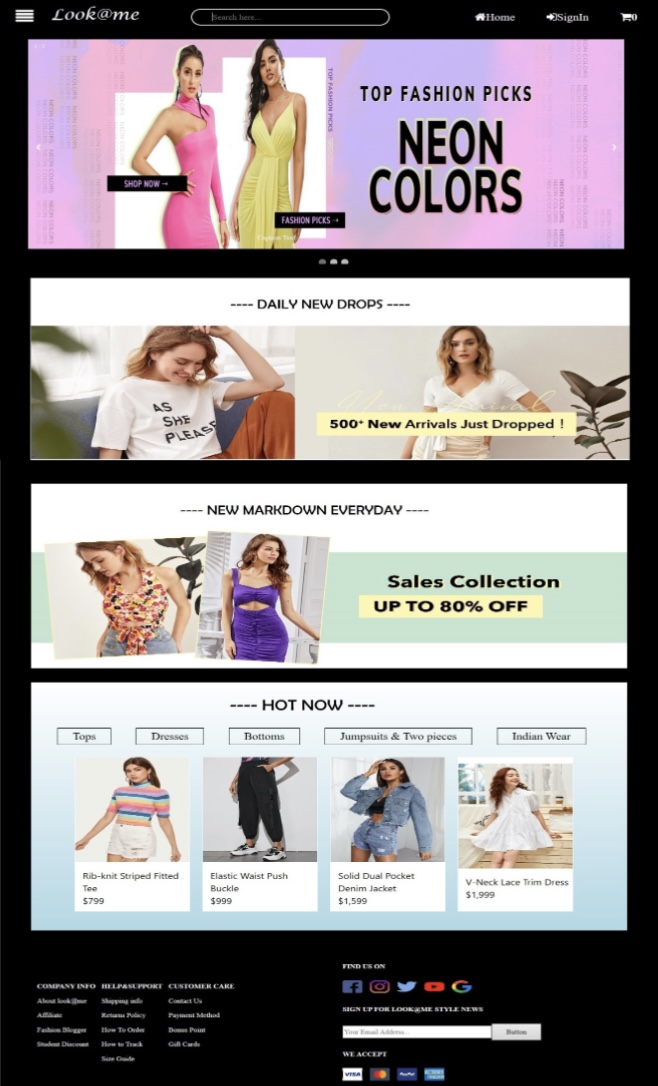 Look@me
Search here...
Home
SignIn
0
TOP FASHION PICKS
NEON
COLORS
TOP FASHION PICKS
SHOP NOW →
FASHION PICKS →
Caption Text
---- DAILY NEW DROPS ----
AS
SHE
PLEASE
500+ New Arrivals Just Dropped !
---- NEW MARKDOWN EVERYDAY ----
Sales Collection
UP TO 80% OFF
---- HOT NOW ----
Tops
Dresses
Bottoms
Jumpsuits & Two pieces
Indian Wear
Rib-knit Striped Fitted
Tee
$799
Elastic Waist Push
Buckle
$999
Solid Dual Pocket
Denim Jacket
$1,599
V-Neck Lace Trim Dress
$1,999
COMPANY INFO
About look@me
Affiliate
Fashion Blogger
Student Discount
HELP&SUPPORT
Shipping info
Returns Policy
How To Order
How to Track
Size Guide
CUSTOMER CARE
Contact Us
Payment Method
Bonus Point
Gift Cards
FIND US ON
SIGN UP FOR LOOK@ME STYLE NEWS
Your Email Address...
Button
WE ACCEPT
VISA